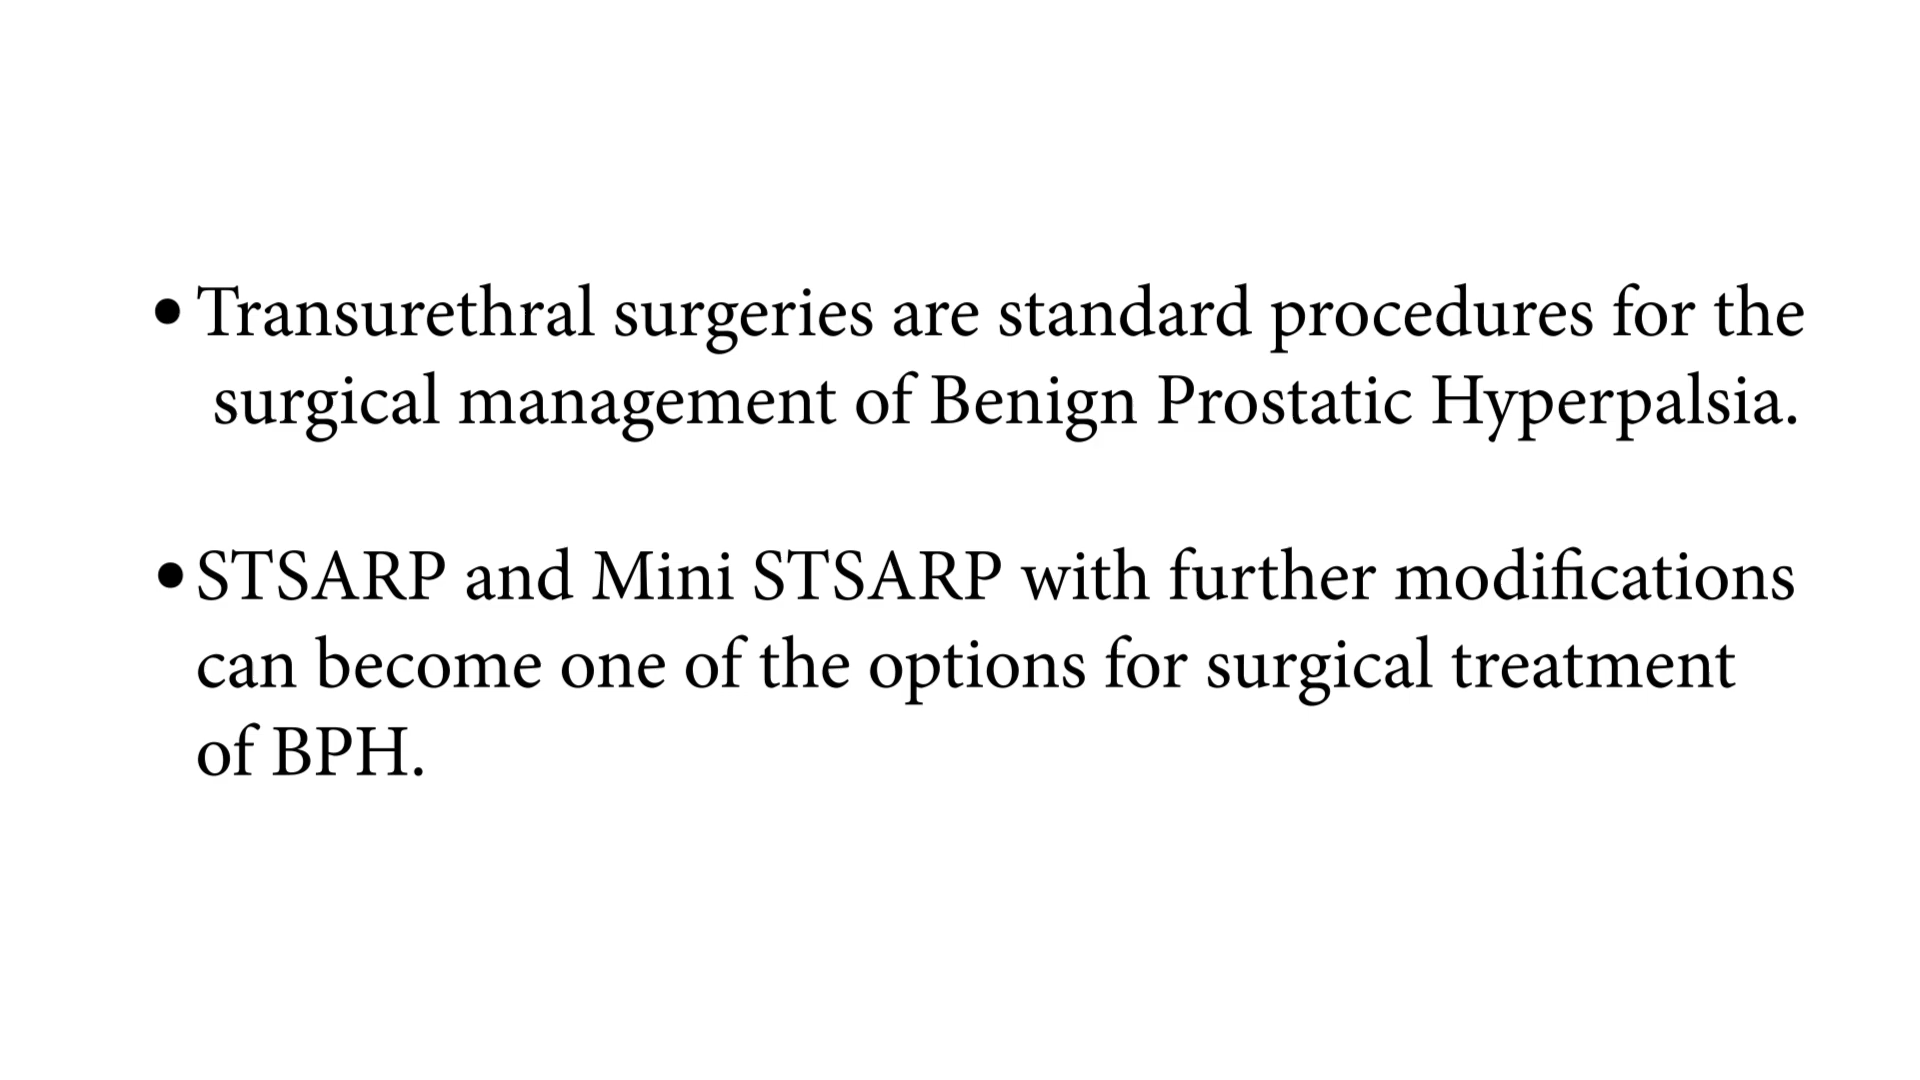 • Transurethral surgeries are standard procedures for the
surgical management of Benign Prostatic Hyperpalsia.
• STSARP and Mini STSARP with further modifications
can become one of the options for surgical treatment
of BPH.